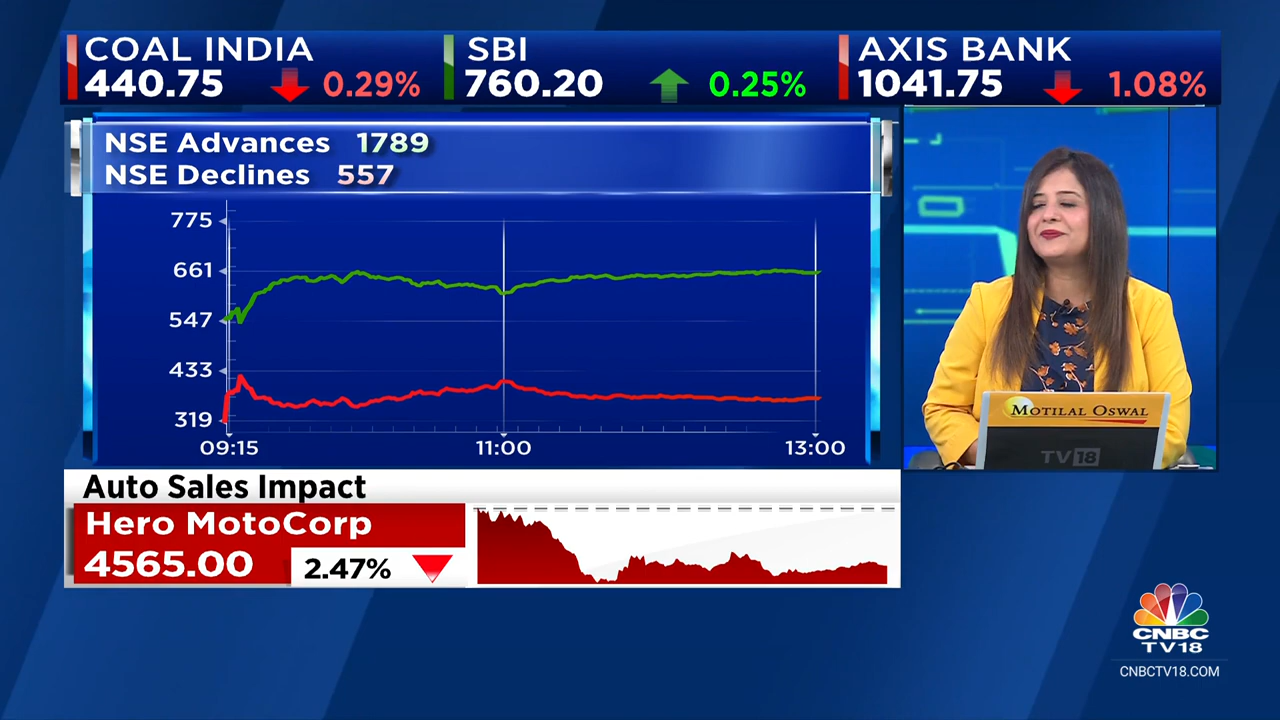 COAL INDIA
440.75 0.29%
SBI
760.20 0.25%
AXIS BANK
1041.75 1.08%
NSE Advances 1789
NSE Declines 557
775
661
547
433
319
09:15 11:00 13:00
MOTILAL OSWAL
TV18
Auto Sales Impact
Hero MotoCorp
4565.00 2.47%
CNBC
TV18
CNBCTV18.COM